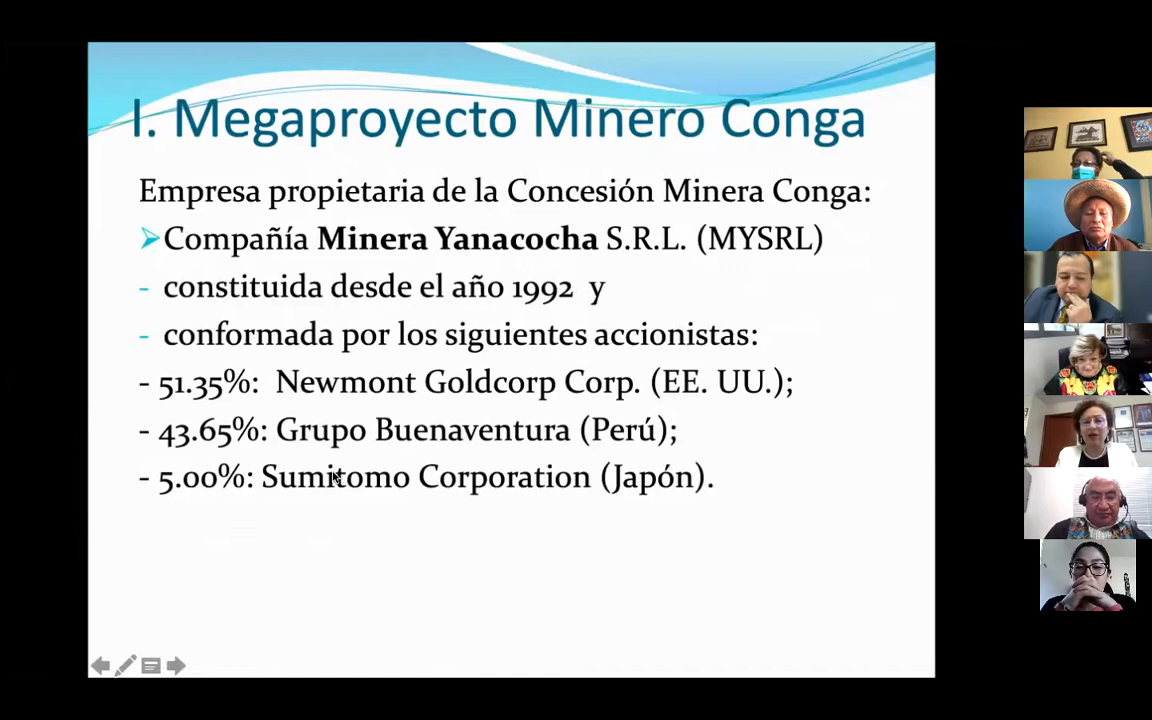 I. Megaproyecto Minero Conga
Empresa propietaria de la Concesión Minera Conga:
➢Compañía Minera Yanacocha S.R.L. (MYSRL)
- constituida desde el año 1992 y
- conformada por los siguientes accionistas:
- 51.35%: Newmont Goldcorp Corp. (EE. UU.);
- 43.65%: Grupo Buenaventura (Perú);
- 5.00%: Sumitomo Corporation (Japón).